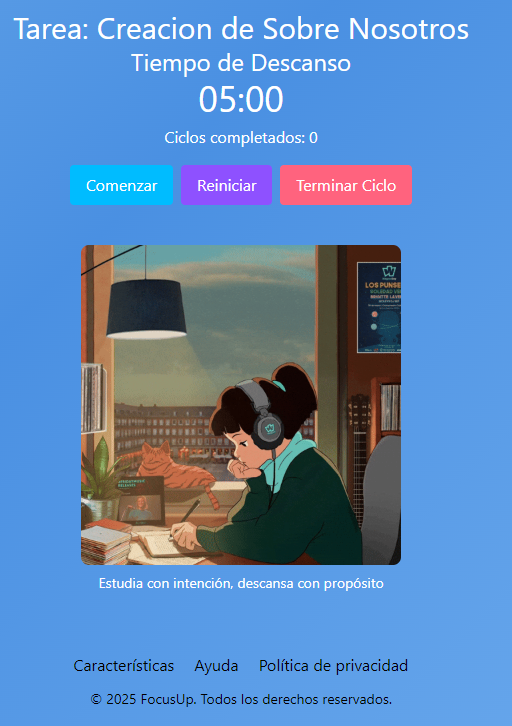 Tarea: Creacion de Sobre Nosotros
Tiempo de Descanso
05:00
Ciclos completados: 0
Comenzar Reiniciar Terminar Ciclo
LOS PUNSE
Estudia con intención, descansa con propósito
Características Ayuda Política de privacidad
© 2025 FocusUp. Todos los derechos reservados.